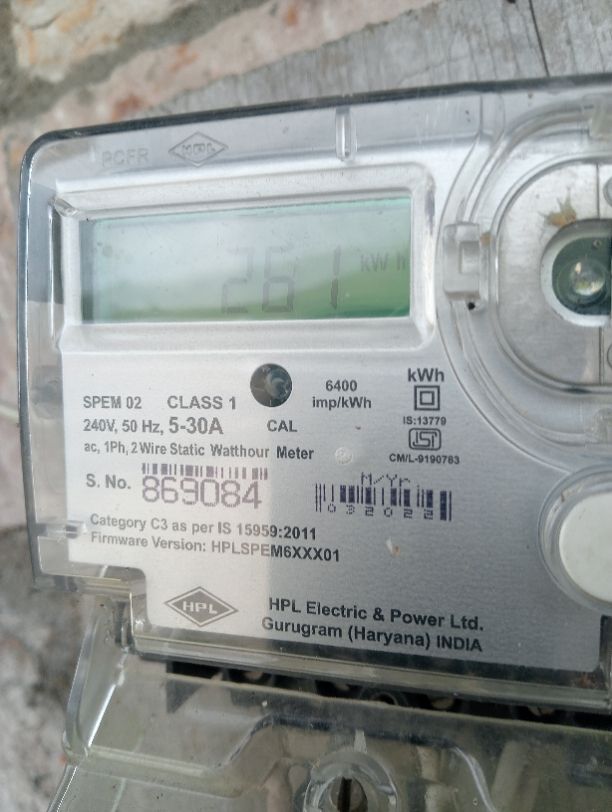 PCFR HPL
261 kWh
SPEM 02 CLASS 1
6400
imp/kWh
kWh
240V, 50 Hz, 5-30A
CAL
IS:13779
ac, 1Ph, 2 Wire Static Watthour Meter
ISI
CM/L-9190783
S. No. 869084
M/Yr
032022
Category C3 as per IS 15959:2011
Firmware Version: HPLSPEM6XXX01
HPL
HPL Electric & Power Ltd.
Gurugram (Haryana) INDIA